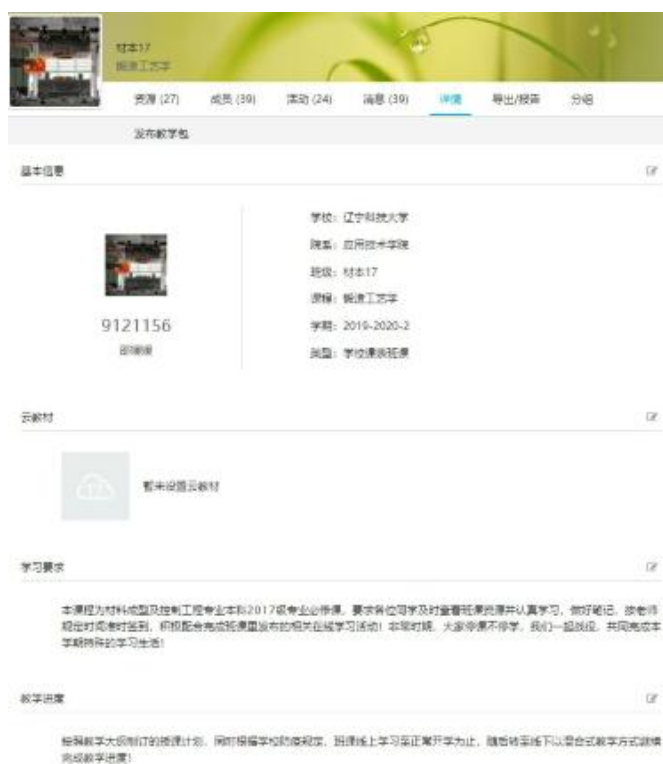 材本17
锻造工艺学
资源 (27) 成员 (39) 活动 (24) 消息 (39) 详情 导出/报告 分组
发布教学包
基本信息
学校：辽宁科技大学
院系：应用技术学院
班级：材本17
课程：锻造工艺学
9121156
学期：2019-2020-2
类型：学校课表班课
云教材
暂未设置云教材
学习要求
本课程为材料成型及控制工程专业本科2017级专业必修课，要求各位同学及时查看班课资源并认真学习，做好笔记，按老师
规定时间准时签到，积极配合完成班课里发布的相关在线学习活动！非常时期，大家停课不停学，我们一起战役，共同完成本
学期特殊的学习生活！
教学进度
按照教学大纲制订的授课计划，同时根据学校防疫规定，班课线上学习至正常开学为止，随后转至线下以混合式教学方式继续
完成教学进度！